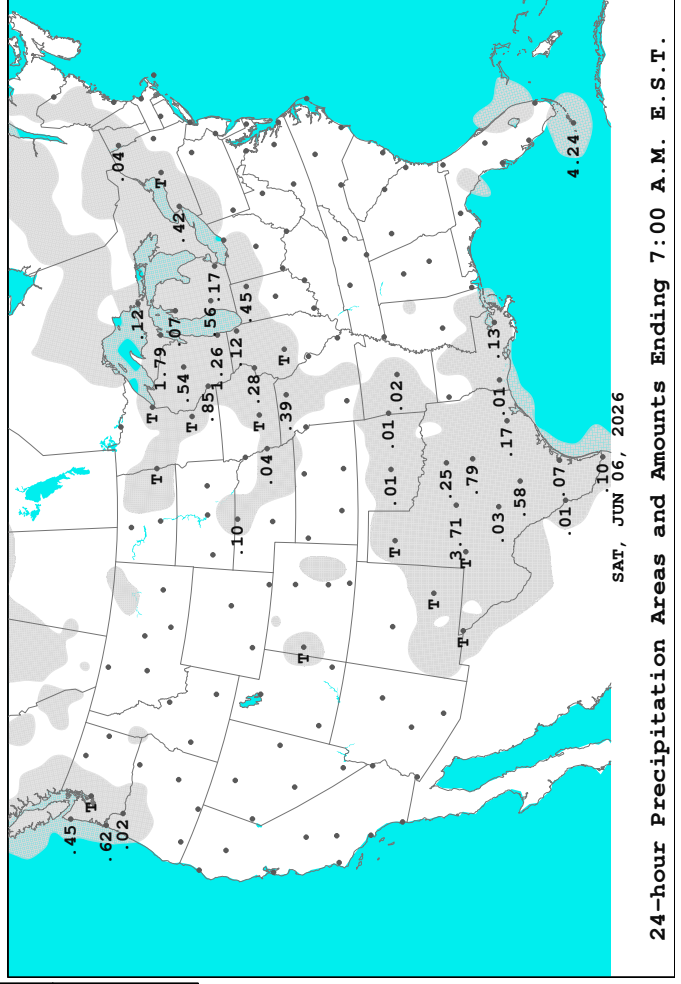 .04
T
.42
.12
.07
.17
.56
.45
1.79
.54
1.26
.12
.85
T
T
T
.28
T
.39
T
.04
.10
T
.45
T
.62
.02
.02
.01
.01
T
.25
.79
3.71
T
.03
.58
.17
.01
.13
.07
.01
.10
T
T
4.24
SAT, JUN 06, 2026
24-hour Precipitation Areas and Amounts Ending 7:00 A.M. E.S.T.